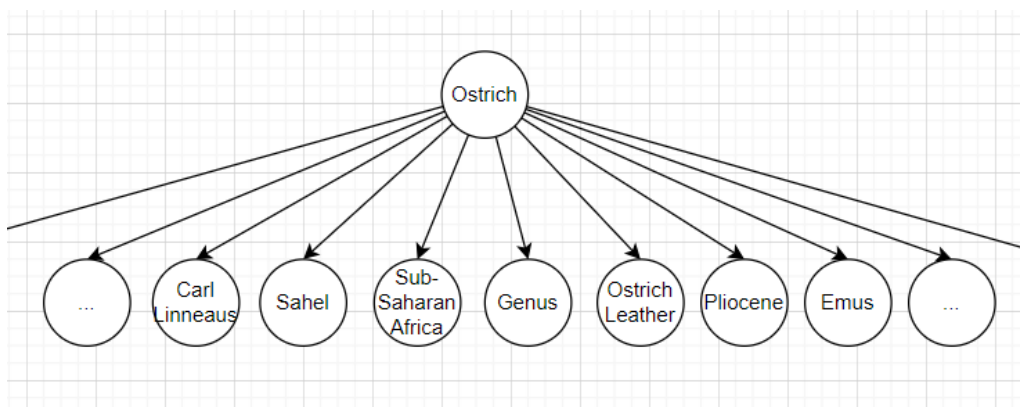 Ostrich
...
Carl
Linneaus
Sahel
Sub-
Saharan
Africa
Genus
Ostrich
Leather
Pliocene
Emus
...